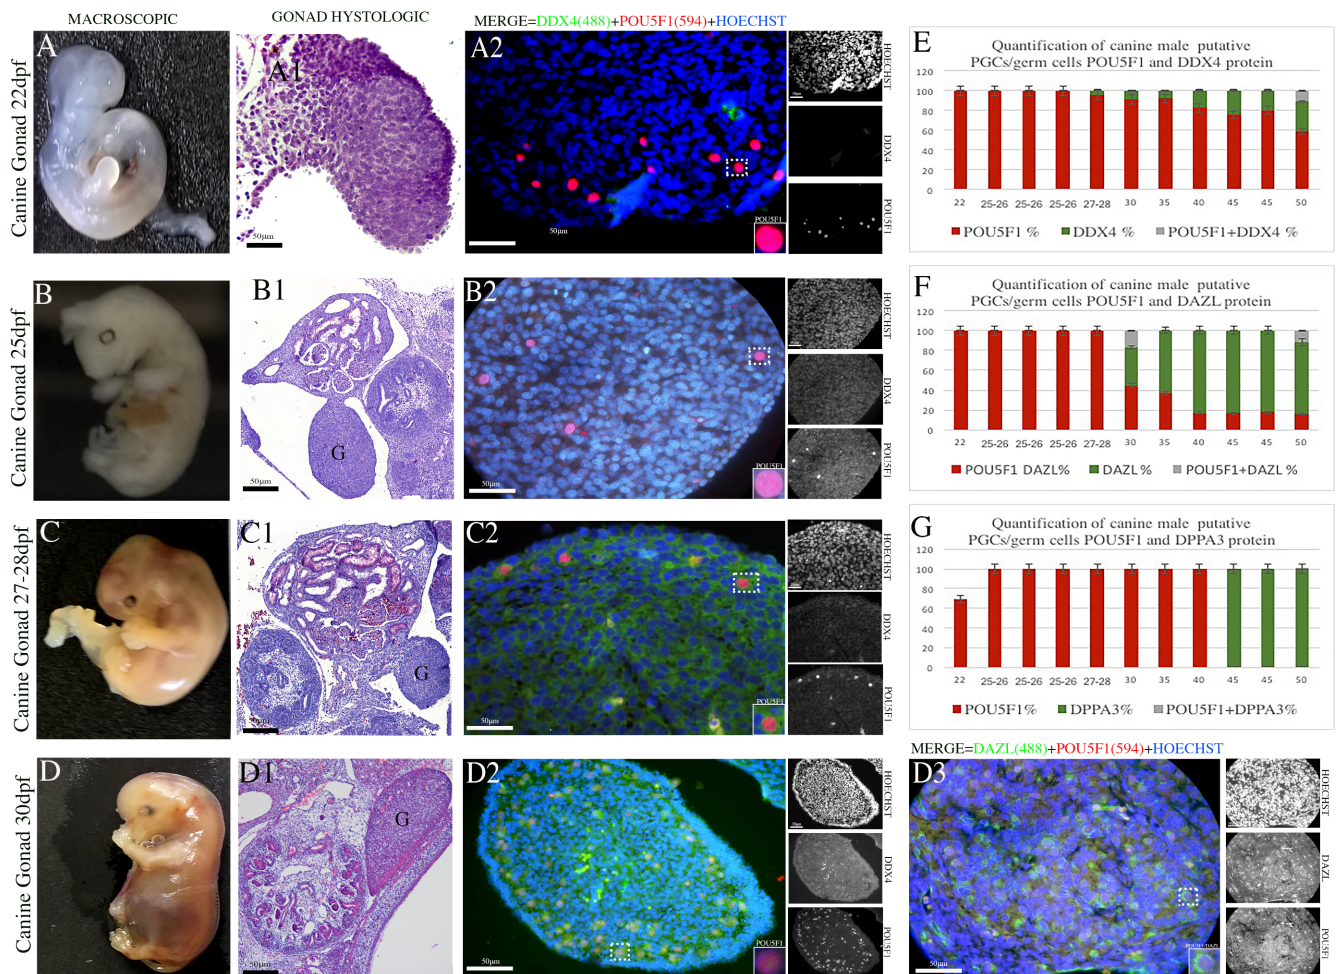 MACROSCOPIC
GONAD HYSTOLOGIC
MERGE=DDX4(488)+POU5F1(594)+HOECHST
Canine Gonad 22dpf
A
A1
50μm
A2
50μm
POU5F1
HOECHST
DDX4
POU5F1
Canine Gonad 25dpf
B
B1
G
50μm
B2
50μm
POU5F1
HOECHST
DDX4
POU5F1
Canine Gonad 27-28dpf
C
C1
G
50μm
C2
50μm
POU5F1
HOECHST
DDX4
POU5F1
Canine Gonad 30dpf
D
D1
G
50μm
D2
50μm
POU5F1
HOECHST
DDX4
POU5F1
E
Quantification of canine male putative
PGCs/germ cells POU5F1 and DDX4 protein
120
100
80
60
40
20
0
22 25-26 25-26 25-26 27-28 30 35 40 45 45 50
POU5F1 % DDX4 % POU5F1+DDX4 %
F
Quantification of canine male putative
PGCs/germ cells POU5F1 and DAZL protein
120
100
80
60
40
20
0
22 25-26 25-26 25-26 27-28 30 35 40 45 45 50
POU5F1 DAZL% DAZL % POU5F1+DAZL %
G
Quantification of canine male putative
PGCs/germ cells POU5F1 and DPPA3 protein
120
100
80
60
40
20
0
22 25-26 25-26 25-26 27-28 30 35 40 45 45 50
POU5F1% DPPA3% POU5F1+DPPA3%
MERGE=DAZL(488)+POU5F1(594)+HOECHST
D3
50μm
POU5F1/DAZL
HOECHST
DAZL
POU5F1